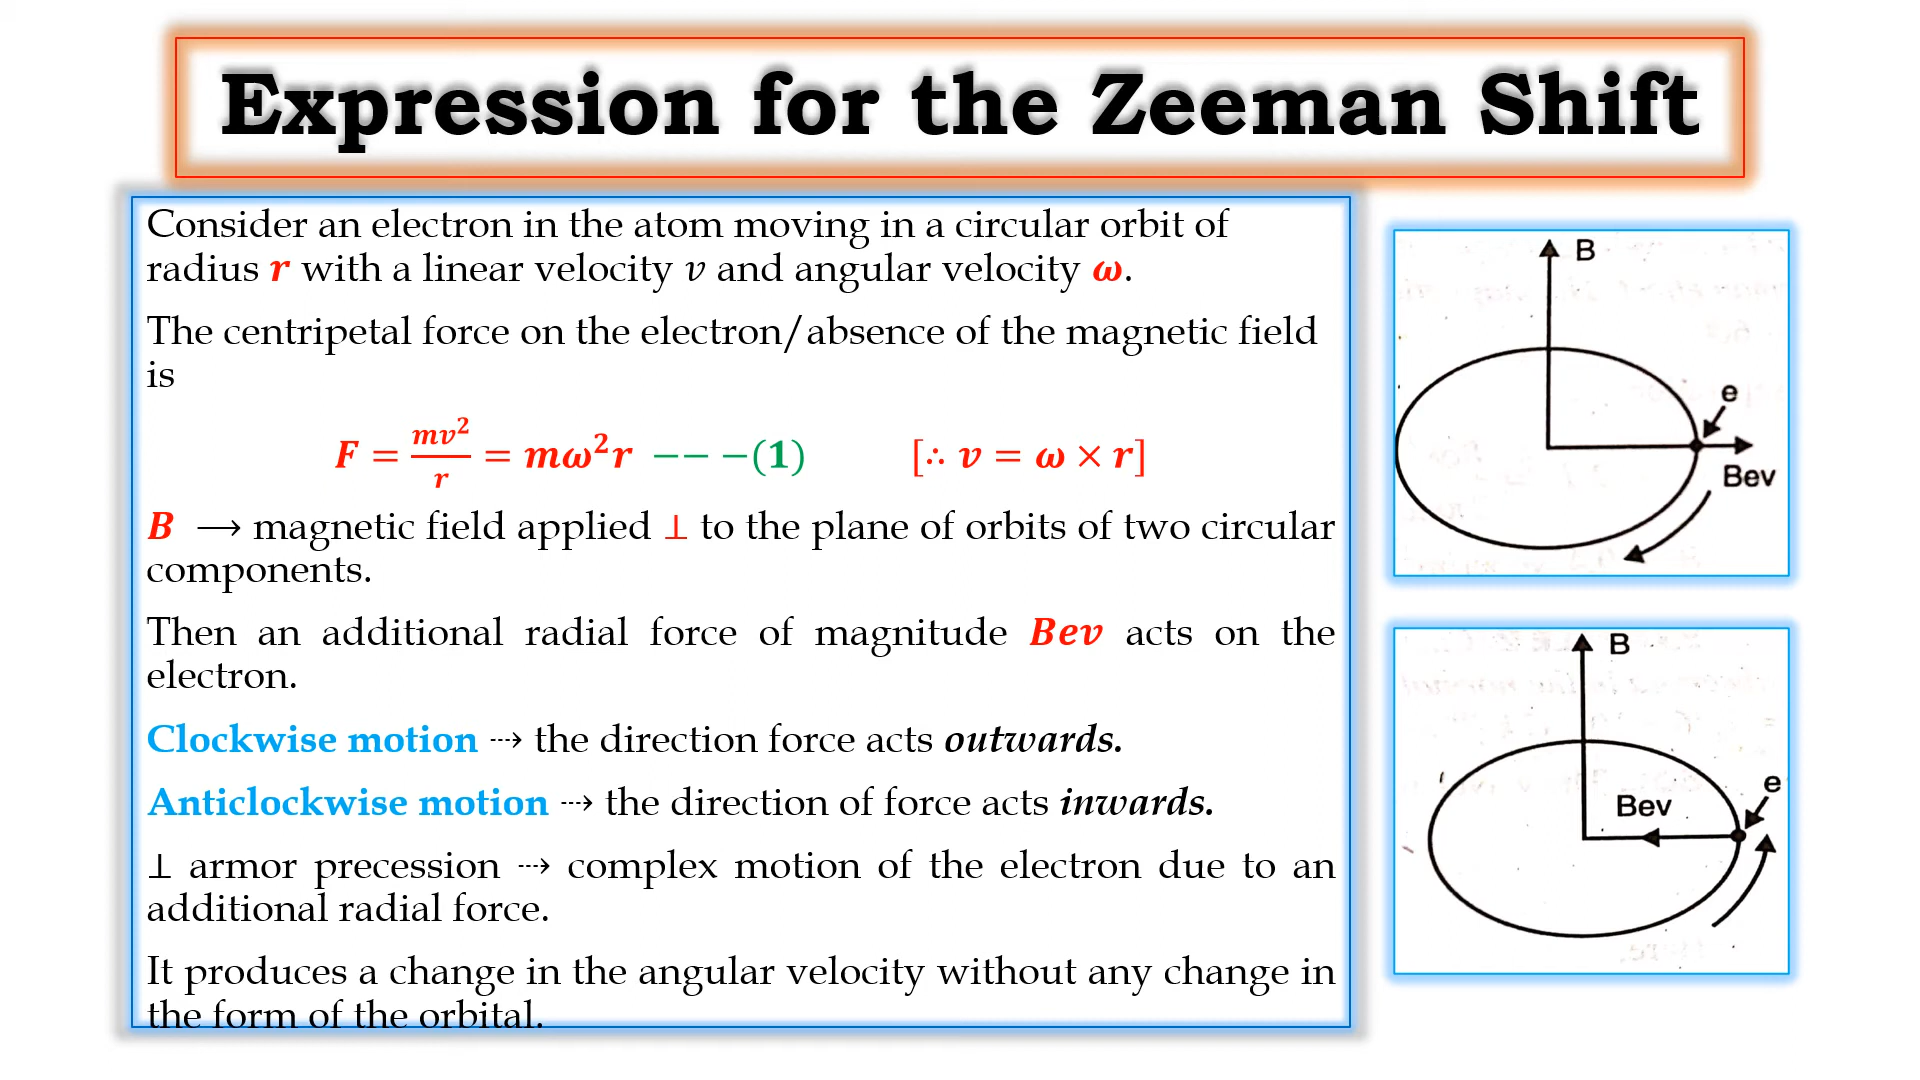 Expression for the Zeeman Shift
Consider an electron in the atom moving in a circular orbit of
radius r with a linear velocity v and angular velocity ω.
The centripetal force on the electron/absence of the magnetic field
is
F = mv²/r = mω²r −− −(1) [∴ v = ω × r]
B ⟶ magnetic field applied ⊥ to the plane of orbits of two circular
components.
Then an additional radial force of magnitude Bev acts on the
electron.
Clockwise motion ⇢ the direction force acts outwards.
Anticlockwise motion ⇢ the direction of force acts inwards.
⊥ armor precession ⇢ complex motion of the electron due to an
additional radial force.
It produces a change in the angular velocity without any change in
the form of the orbital.
B
e
Bev
B
e
Bev